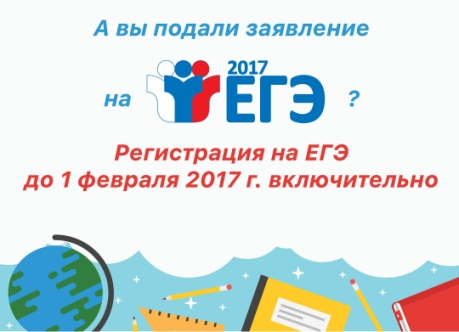 А вы подали заявление
на 2017 ЕГЭ ?
Регистрация на ЕГЭ
до 1 февраля 2017 г. включительно